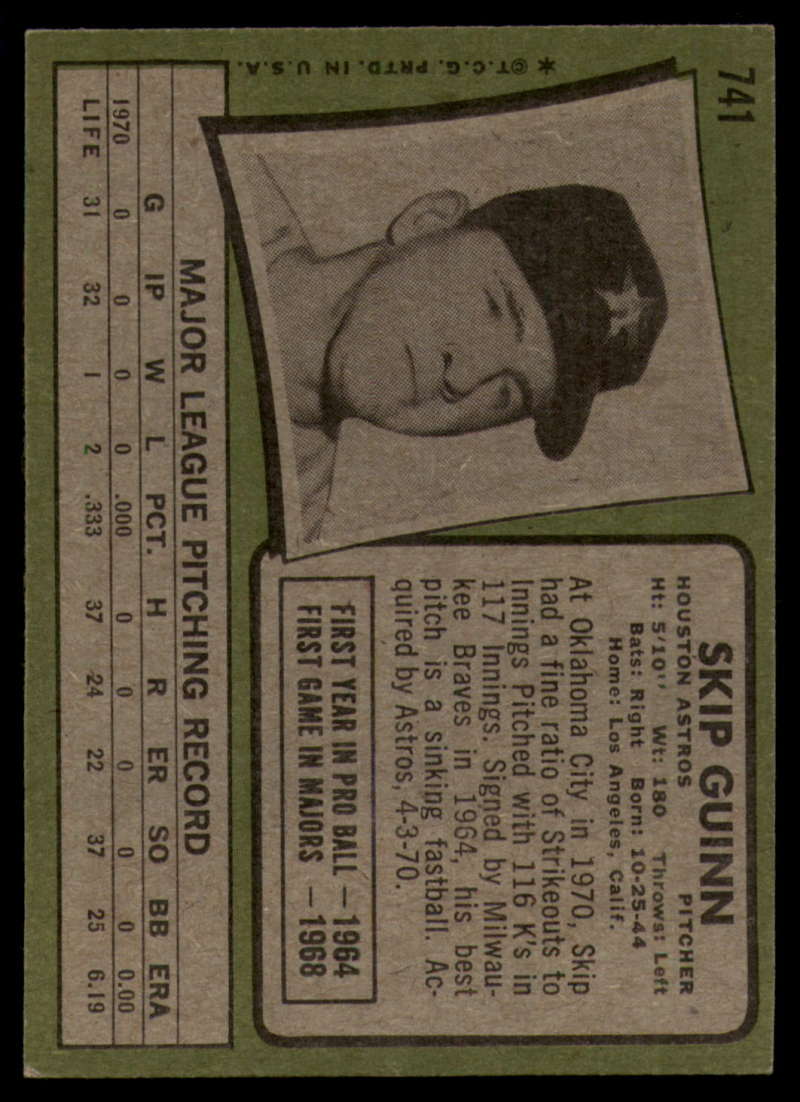 741
✶©T.C.G. PRTD. IN U.S.A.
SKIP GUINN
HOUSTON ASTROS PITCHER
Ht: 5'10'' Wt: 180 Throws: Left
Bats: Right Born: 10-25-44
Home: Los Angeles, Calif.
At Oklahoma City in 1970, Skip
had a fine ratio of Strikeouts to
Innings Pitched with 116 K's in
117 Innings. Signed by Milwau-
kee Braves in 1964, his best
pitch is a sinking fastball. Ac-
quired by Astros, 4-3-70.
FIRST YEAR IN PRO BALL — 1964
FIRST GAME IN MAJORS — 1968
MAJOR LEAGUE PITCHING RECORD
G IP W L PCT. H R ER SO BB ERA
1970 0 0 0 0 .000 0 0 0 0 0 0.00
LIFE 31 32 1 2 .333 37 24 22 37 25 6.19